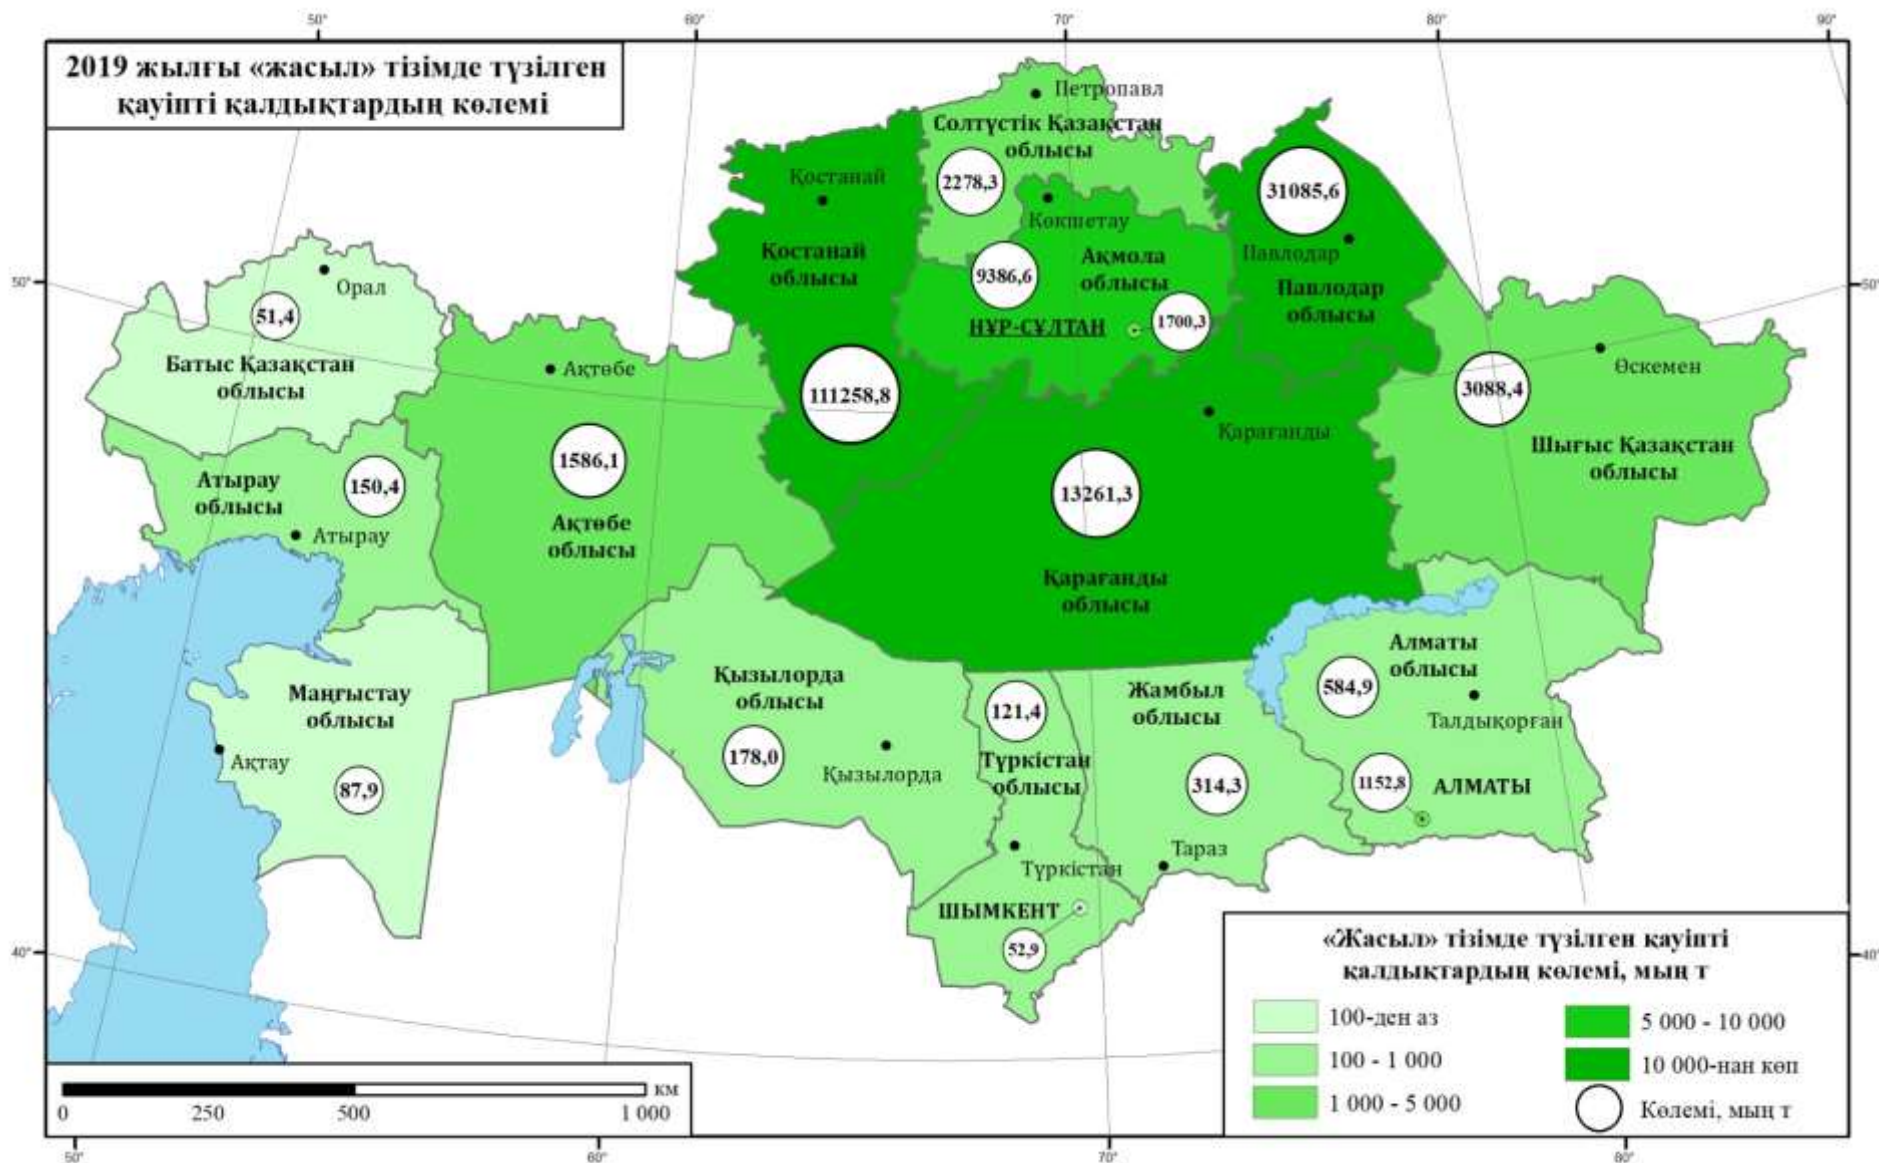 50°
60°
70°
80°
90°
2019 жылғы «жасыл» тізімде түзілген
қауіпті қалдықтардың көлемі
Петропавл
Солтүстік Қазақстан
облысы
2278,3
Қостанай
Қостанай
облысы
111258,8
Көкшетау
9386,6
Ақмола
облысы
НҰР-СҰЛТАН
1700,3
31085,6
Павлодар
Павлодар
облысы
50°
50°
Орал
51,4
Батыс Қазақстан
облысы
Ақтөбе
1586,1
Ақтөбе
облысы
Өскемен
3088,4
Шығыс Қазақстан
облысы
Қарағанды
13261,3
Қарағанды
облысы
Атырау
облысы
150,4
Атырау
Маңғыстау
облысы
Ақтау
87,9
Қызылорда
облысы
178,0
Қызылорда
121,4
Түркістан
облысы
Түркістан
ШЫМКЕНТ
52,9
Жамбыл
облысы
314,3
Тараз
Алматы
облысы
584,9
Талдықорған
1152,8
АЛМАТЫ
40°
40°
«Жасыл» тізімде түзілген қауіпті
қалдықтардың көлемі, мың т
100-ден аз
100 - 1 000
1 000 - 5 000
5 000 - 10 000
10 000-нан көп
Көлемі, мың т
км
0
250
500
1 000
50°
60°
70°
80°